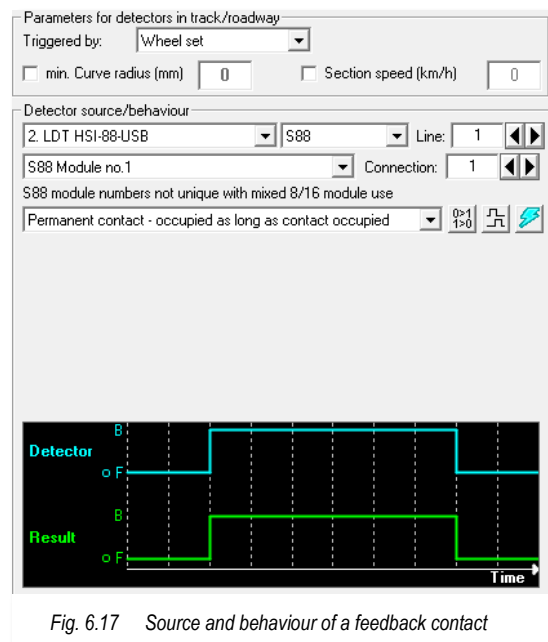 Parameters for detectors in track/roadway
Triggered by: Wheel set
min. Curve radius (mm) 0 Section speed (km/h) 0
Detector source/behaviour
2. LDT HSI-88-USB S88 Line: 1
S88 Module no.1 Connection: 1
S88 module numbers not unique with mixed 8/16 module use
Permanent contact - occupied as long as contact occupied 0>1
1>0
B
Detector
o F
B
Result
o F
Time
Fig. 6.17 Source and behaviour of a feedback contact